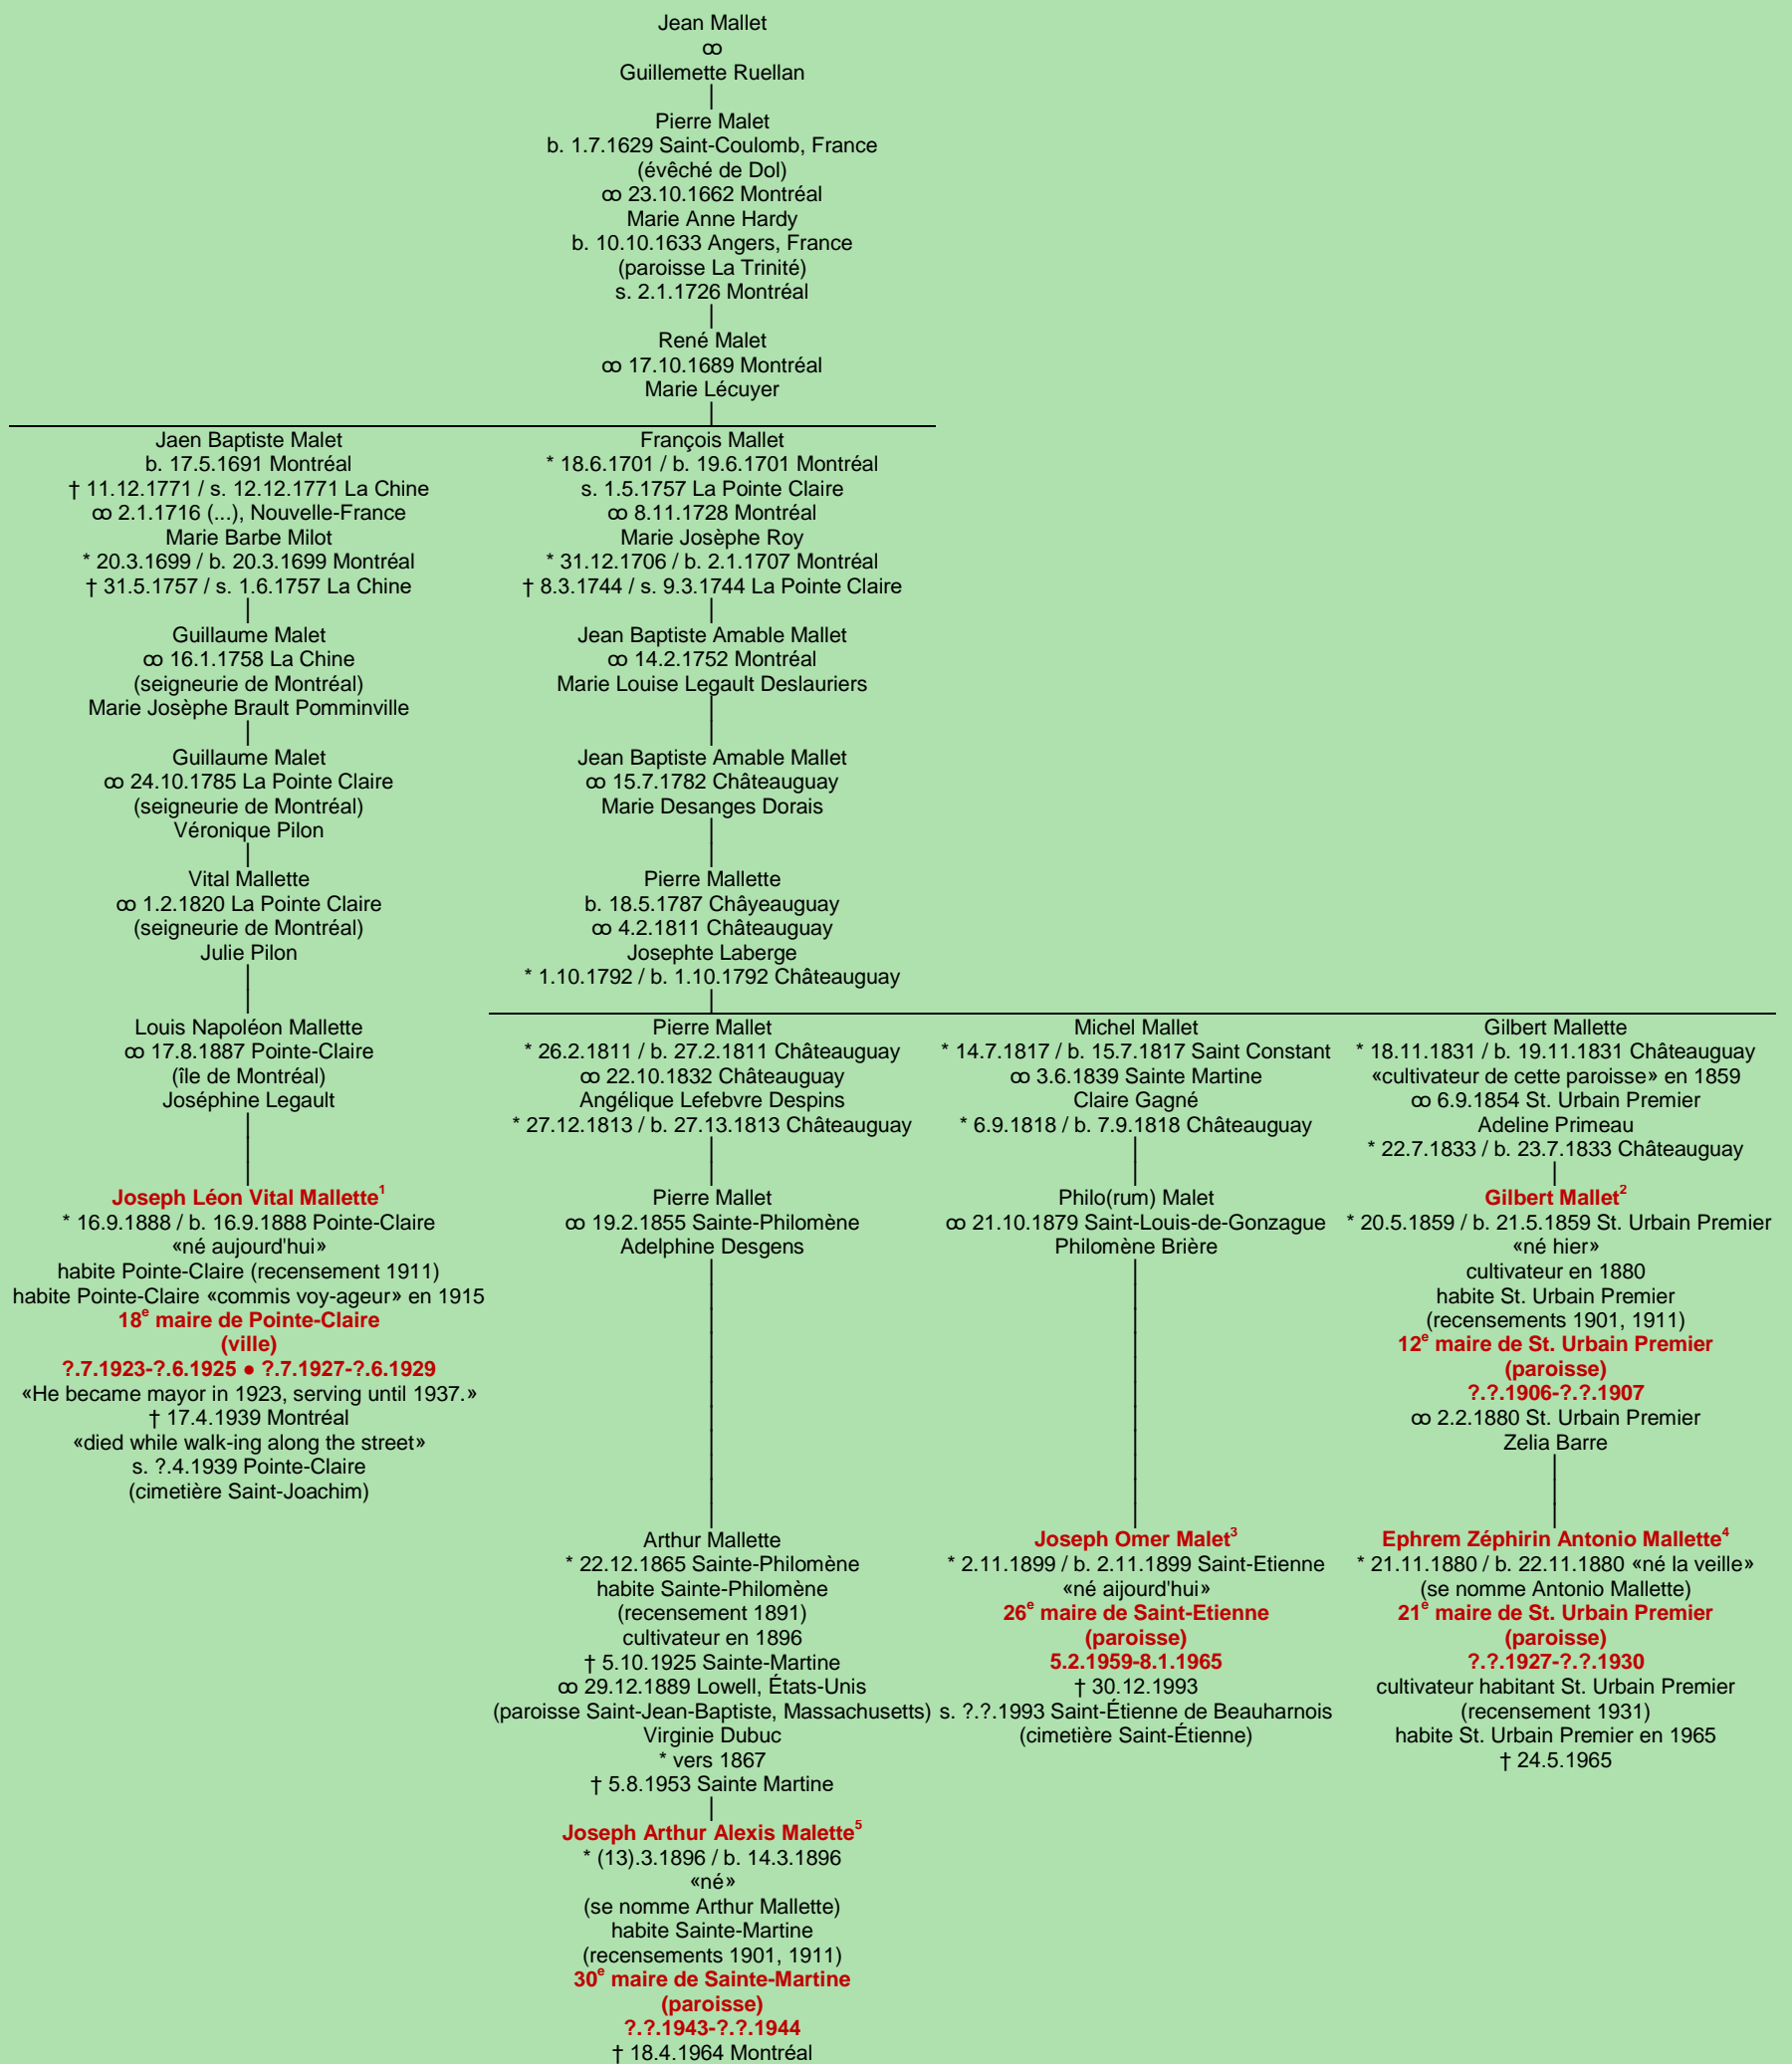 Jean Mallet
ꝏ
Guillemette Ruellan
Pierre Malet
b. 1.7.1629 Saint-Coulomb, France
(évêché de Dol)
ꝏ 23.10.1662 Montréal
Marie Anne Hardy
b. 10.10.1633 Angers, France
(paroisse La Trinité)
s. 2.1.1726 Montréal
René Malet
ꝏ 17.10.1689 Montréal
Marie Lécuyer
Jaen Baptiste Malet
b. 17.5.1691 Montréal
† 11.12.1771 / s. 12.12.1771 La Chine
ꝏ 2.1.1716 (...), Nouvelle-France
Marie Barbe Milot
* 20.3.1699 / b. 20.3.1699 Montréal
† 31.5.1757 / s. 1.6.1757 La Chine
Guillaume Malet
ꝏ 16.1.1758 La Chine
(seigneurie de Montréal)
Marie Josèphe Brault Pomminville
Guillaume Malet
ꝏ 24.10.1785 La Pointe Claire
(seigneurie de Montréal)
Véronique Pilon
Vital Mallette
ꝏ 1.2.1820 La Pointe Claire
(seigneurie de Montréal)
Julie Pilon
Louis Napoléon Mallette
ꝏ 17.8.1887 Pointe-Claire
(île de Montréal)
Joséphine Legault
Joseph Léon Vital Mallette¹
* 16.9.1888 / b. 16.9.1888 Pointe-Claire
«né aujourd'hui»
habite Pointe-Claire (recensement 1911)
habite Pointe-Claire «commis voy-ageur» en 1915
18e maire de Pointe-Claire
(ville)
?.7.1923-?.6.1925 ● ?.7.1927-?.6.1929
«He became mayor in 1923, serving until 1937.»
† 17.4.1939 Montréal
«died while walk-ing along the street»
s. ?.4.1939 Pointe-Claire
(cimetière Saint-Joachim)
François Mallet
* 18.6.1701 / b. 19.6.1701 Montréal
s. 1.5.1757 La Pointe Claire
ꝏ 8.11.1728 Montréal
Marie Josèphe Roy
* 31.12.1706 / b. 2.1.1707 Montréal
† 8.3.1744 / s. 9.3.1744 La Pointe Claire
Jean Baptiste Amable Mallet
ꝏ 14.2.1752 Montréal
Marie Louise Legault Deslauriers
Jean Baptiste Amable Mallet
ꝏ 15.7.1782 Châteauguay
Marie Desanges Dorais
Pierre Mallette
b. 18.5.1787 Châyeauguay
ꝏ 4.2.1811 Châteauguay
Josephte Laberge
* 1.10.1792 / b. 1.10.1792 Châteauguay
Pierre Mallet
* 26.2.1811 / b. 27.2.1811 Châteauguay
ꝏ 22.10.1832 Châteauguay
Angélique Lefebvre Despins
* 27.12.1813 / b. 27.13.1813 Châteauguay
Pierre Mallet
ꝏ 19.2.1855 Sainte-Philomène
Adelphine Desgens
Arthur Mallette
* 22.12.1865 Sainte-Philomène
habite Sainte-Philomène
(recensement 1891)
cultivateur en 1896
† 5.10.1925 Sainte-Martine
ꝏ 29.12.1889 Lowell, États-Unis
(paroisse Saint-Jean-Baptiste, Massachusetts)
Virginie Dubuc
* vers 1867
† 5.8.1953 Sainte Martine
Joseph Arthur Alexis Malette⁵
* (13).3.1896 / b. 14.3.1896
«né»
(se nomme Arthur Mallette)
habite Sainte-Martine
(recensements 1901, 1911)
30e maire de Sainte-Martine
(paroisse)
?.?.1943-?.?.1944
† 18.4.1964 Montréal
Michel Mallet
* 14.7.1817 / b. 15.7.1817 Saint Constant
ꝏ 3.6.1839 Sainte Martine
Claire Gagné
* 6.9.1818 / b. 7.9.1818 Châteauguay
Philo(rum) Malet
ꝏ 21.10.1879 Saint-Louis-de-Gonzague
Philomène Brière
Joseph Omer Malet³
* 2.11.1899 / b. 2.11.1899 Saint-Etienne
«né aijourd'hui»
26e maire de Saint-Etienne
(paroisse)
5.2.1959-8.1.1965
† 30.12.1993
s. ?.?.1993 Saint-Étienne de Beauharnois
(cimetière Saint-Étienne)
Gilbert Mallette
* 18.11.1831 / b. 19.11.1831 Châteauguay
«cultivateur de cette paroisse» en 1859
ꝏ 6.9.1854 St. Urbain Premier
Adeline Primeau
* 22.7.1833 / b. 23.7.1833 Châteauguay
Gilbert Mallet²
* 20.5.1859 / b. 21.5.1859 St. Urbain Premier
«né hier»
cultivateur en 1880
habite St. Urbain Premier
(recensements 1901, 1911)
12e maire de St. Urbain Premier
(paroisse)
?.?.1906-?.?.1907
ꝏ 2.2.1880 St. Urbain Premier
Zelia Barre
Ephrem Zéphirin Antonio Mallette⁴
* 21.11.1880 / b. 22.11.1880 «né la veille»
(se nomme Antonio Mallette)
21e maire de St. Urbain Premier
(paroisse)
?.?.1927-?.?.1930
cultivateur habitant St. Urbain Premier
(recensement 1931)
habite St. Urbain Premier en 1965
† 24.5.1965